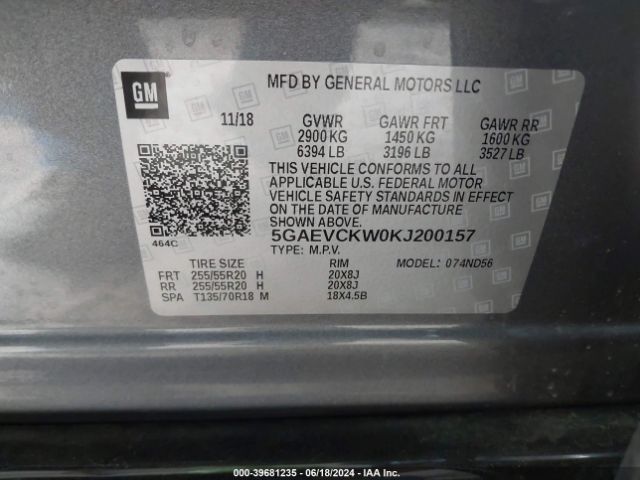 GM
MFD BY GENERAL MOTORS LLC
11/18 GVWR GAWR FRT GAWR RR
2900 KG 1450 KG 1600 KG
6394 LB 3196 LB 3527 LB
THIS VEHICLE CONFORMS TO ALL
APPLICABLE U.S. FEDERAL MOTOR
VEHICLE SAFETY STANDARDS IN EFFECT
ON THE DATE OF MANUFACTURE
SHOWN ABOVE.
464C
5GAEVCKW0KJ200157
TYPE: M.P.V.
TIRE SIZE RIM MODEL: 074ND56
FRT 255/55R20 H 20X8J
RR 255/55R20 H 20X8J
SPA T135/70R18 M 18X4.5B
000-39681235 - 06/18/2024 - IAA Inc.